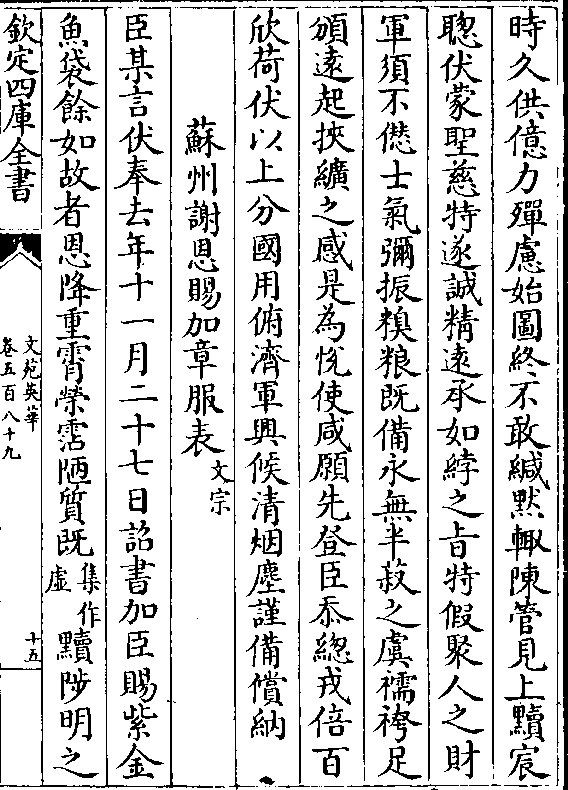 時久供億力殫慮始圖終不敢緘默輙陳管見上黷宸
聦伏蒙聖慈特遂誠精遠承如綍之旨特假聚人之財
軍須不僁士氣彌振糗粮既備永無半菽之虞襦袴足
頒遠起挾纊之感是為恱使咸願先登臣忝緫戎倍百
欣荷伏以上分國用俯濟軍興候清烟塵謹備償納
蘇州謝恩賜加章服表文宗
臣某言伏奉去年十一月二十七日詔書加臣賜紫金
魚袋餘如故者恩降重霄榮霑陋質既集作虚黷陟明之
欽定四庫全書
文苑英華
卷五百八十九
十五